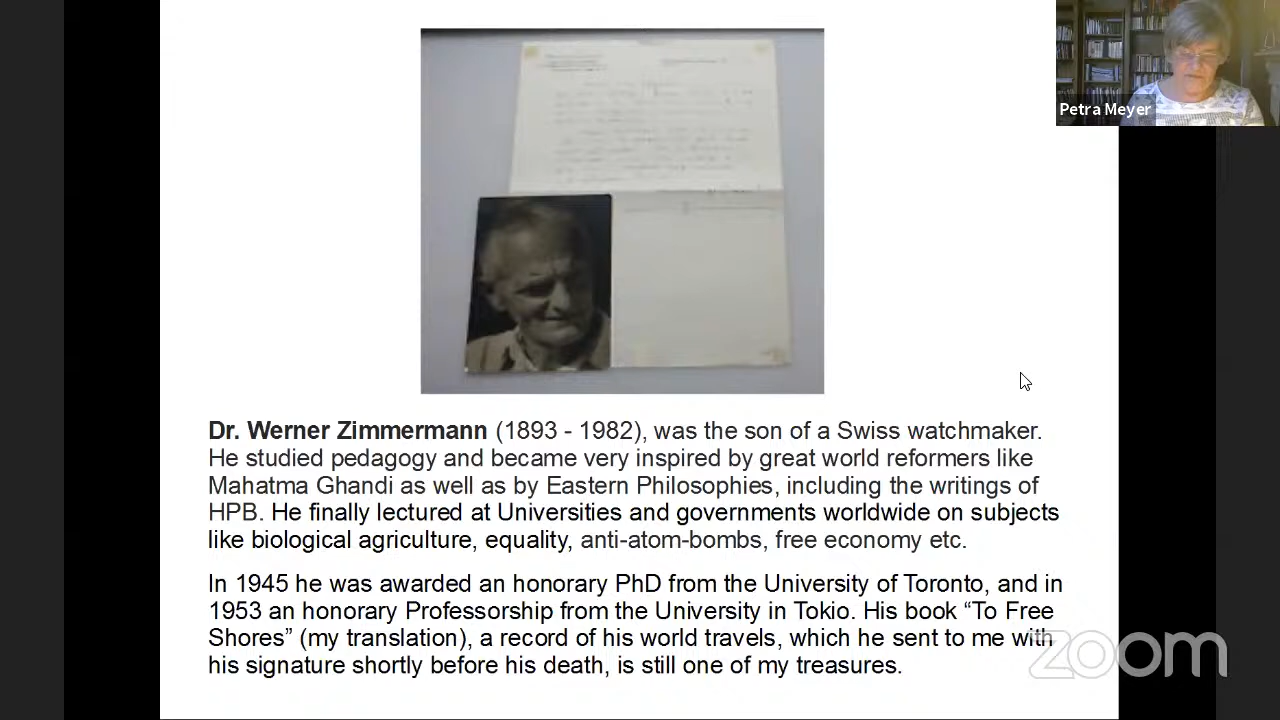 Petra Meyer
Dr. Werner Zimmermann (1893 - 1982), was the son of a Swiss watchmaker.
He studied pedagogy and became very inspired by great world reformers like
Mahatma Ghandi as well as by Eastern Philosophies, including the writings of
HPB. He finally lectured at Universities and governments worldwide on subjects
like biological agriculture, equality, anti-atom-bombs, free economy etc.
In 1945 he was awarded an honorary PhD from the University of Toronto, and in
1953 an honorary Professorship from the University in Tokio. His book “To Free
Shores” (my translation), a record of his world travels, which he sent to me with
his signature shortly before his death, is still one of my treasures.
zoom